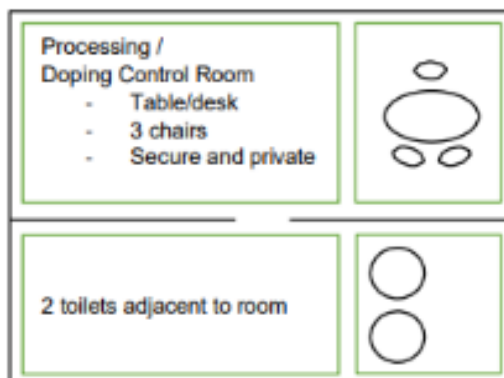 Processing /
Doping Control Room
- Table/desk
- 3 chairs
- Secure and private
2 toilets adjacent to room